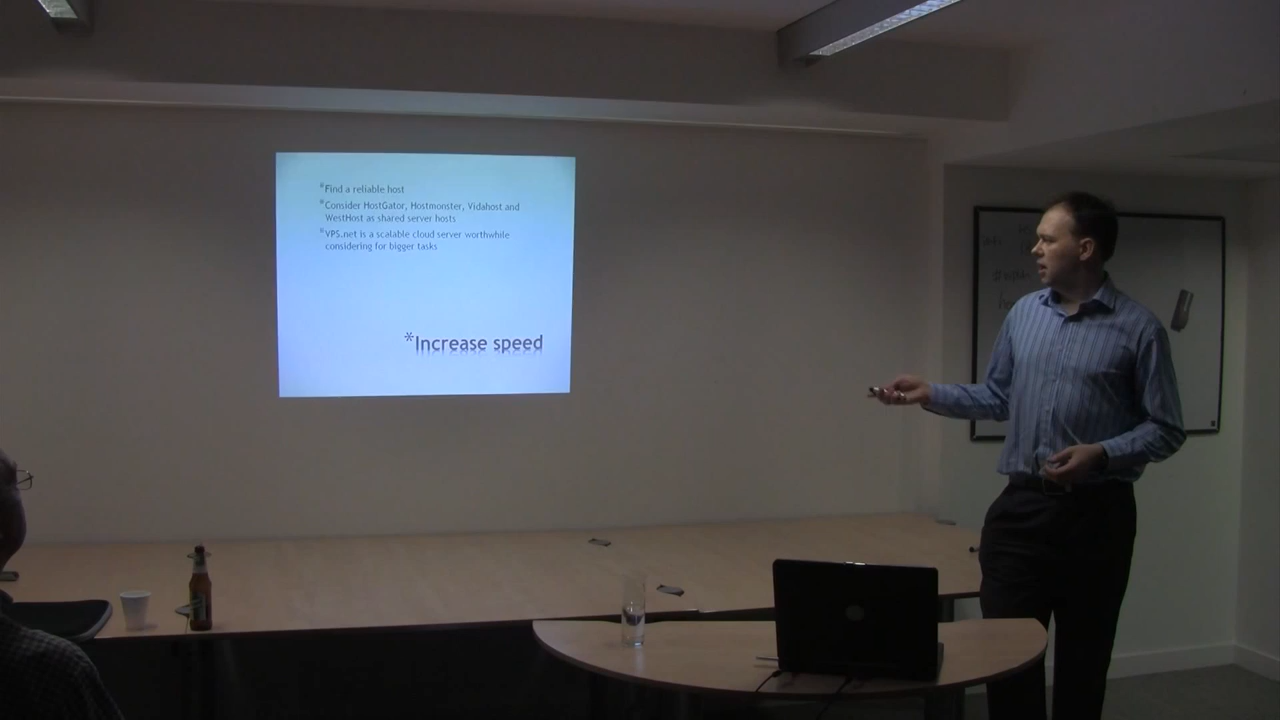 *Find a reliable host
*Consider HostGator, Hostmonster, Vidahost and
WestHost as shared server hosts
*VPS.net is a scalable cloud server worthwhile
considering for bigger tasks
*Increase speed